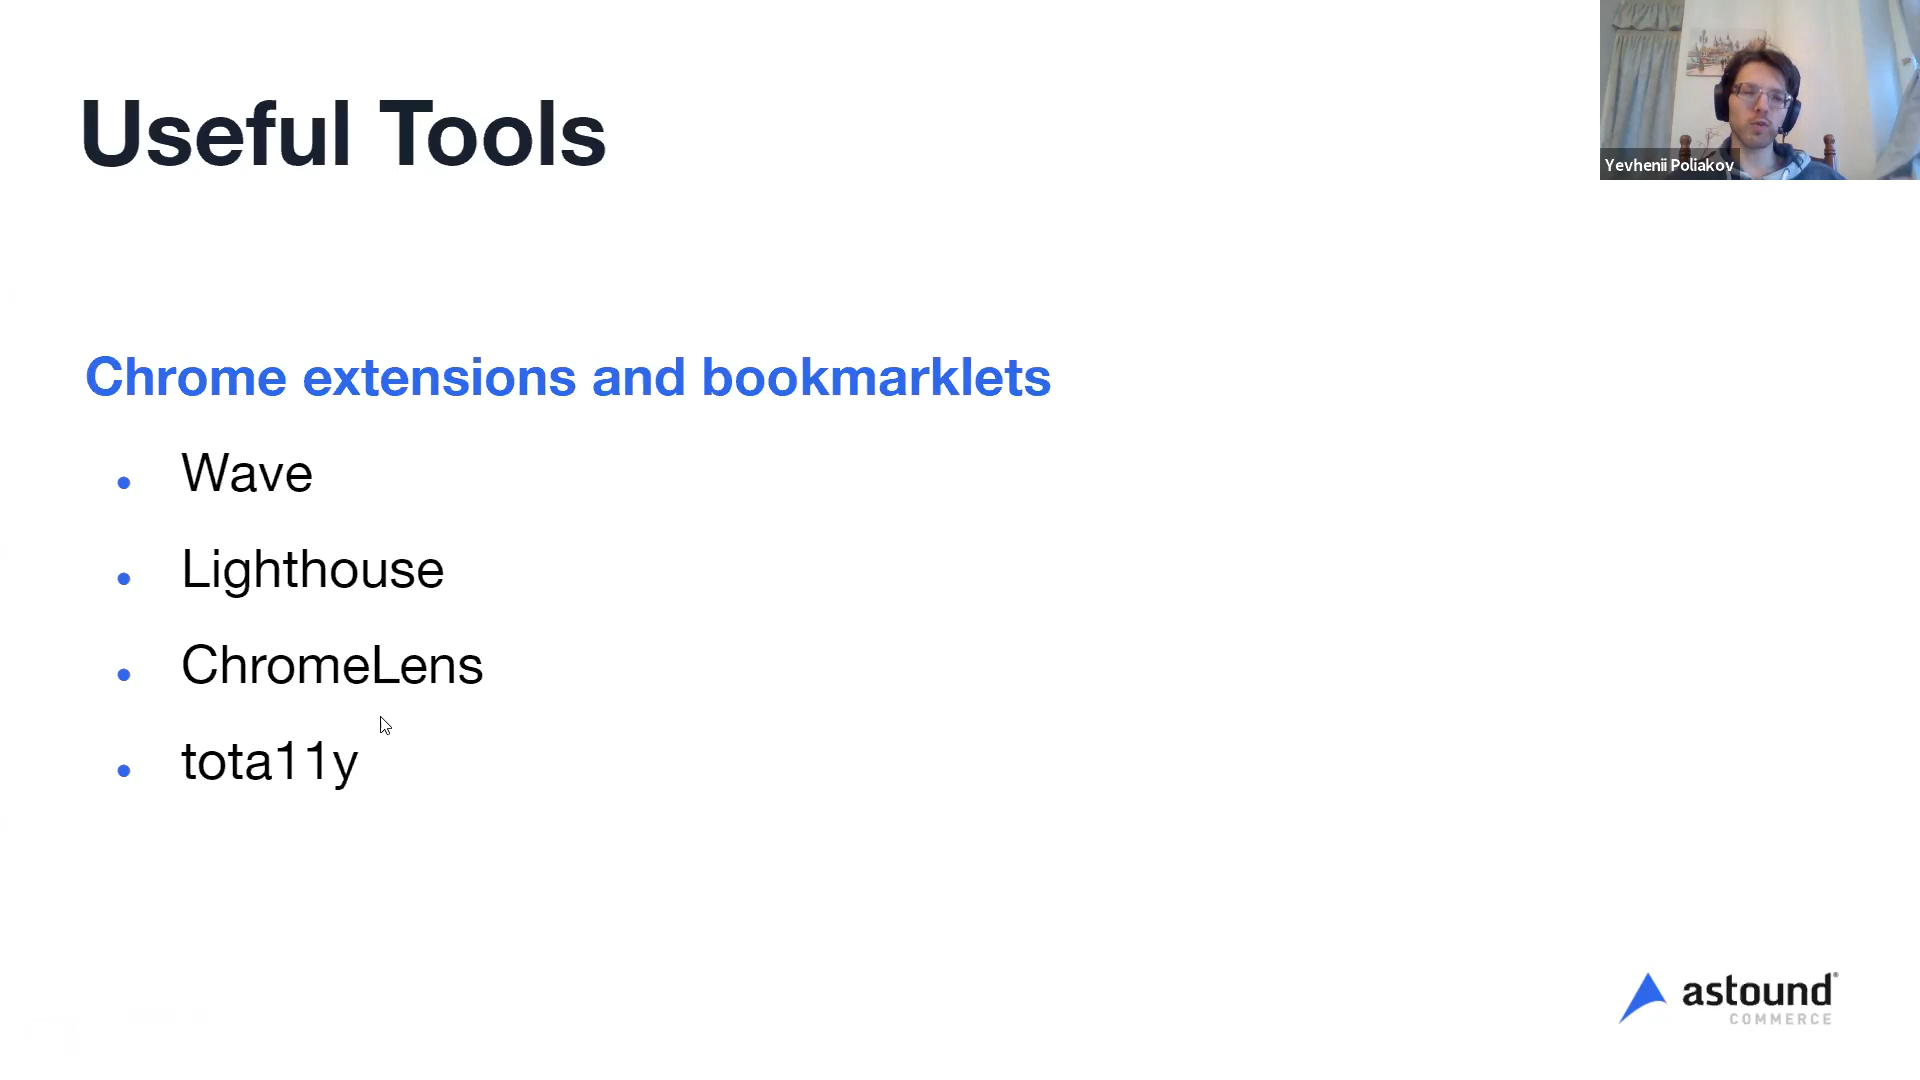 Useful Tools
Yevhenii Poliakov
Chrome extensions and bookmarklets
• Wave
• Lighthouse
• ChromeLens
• tota11y
astound®
COMMERCE